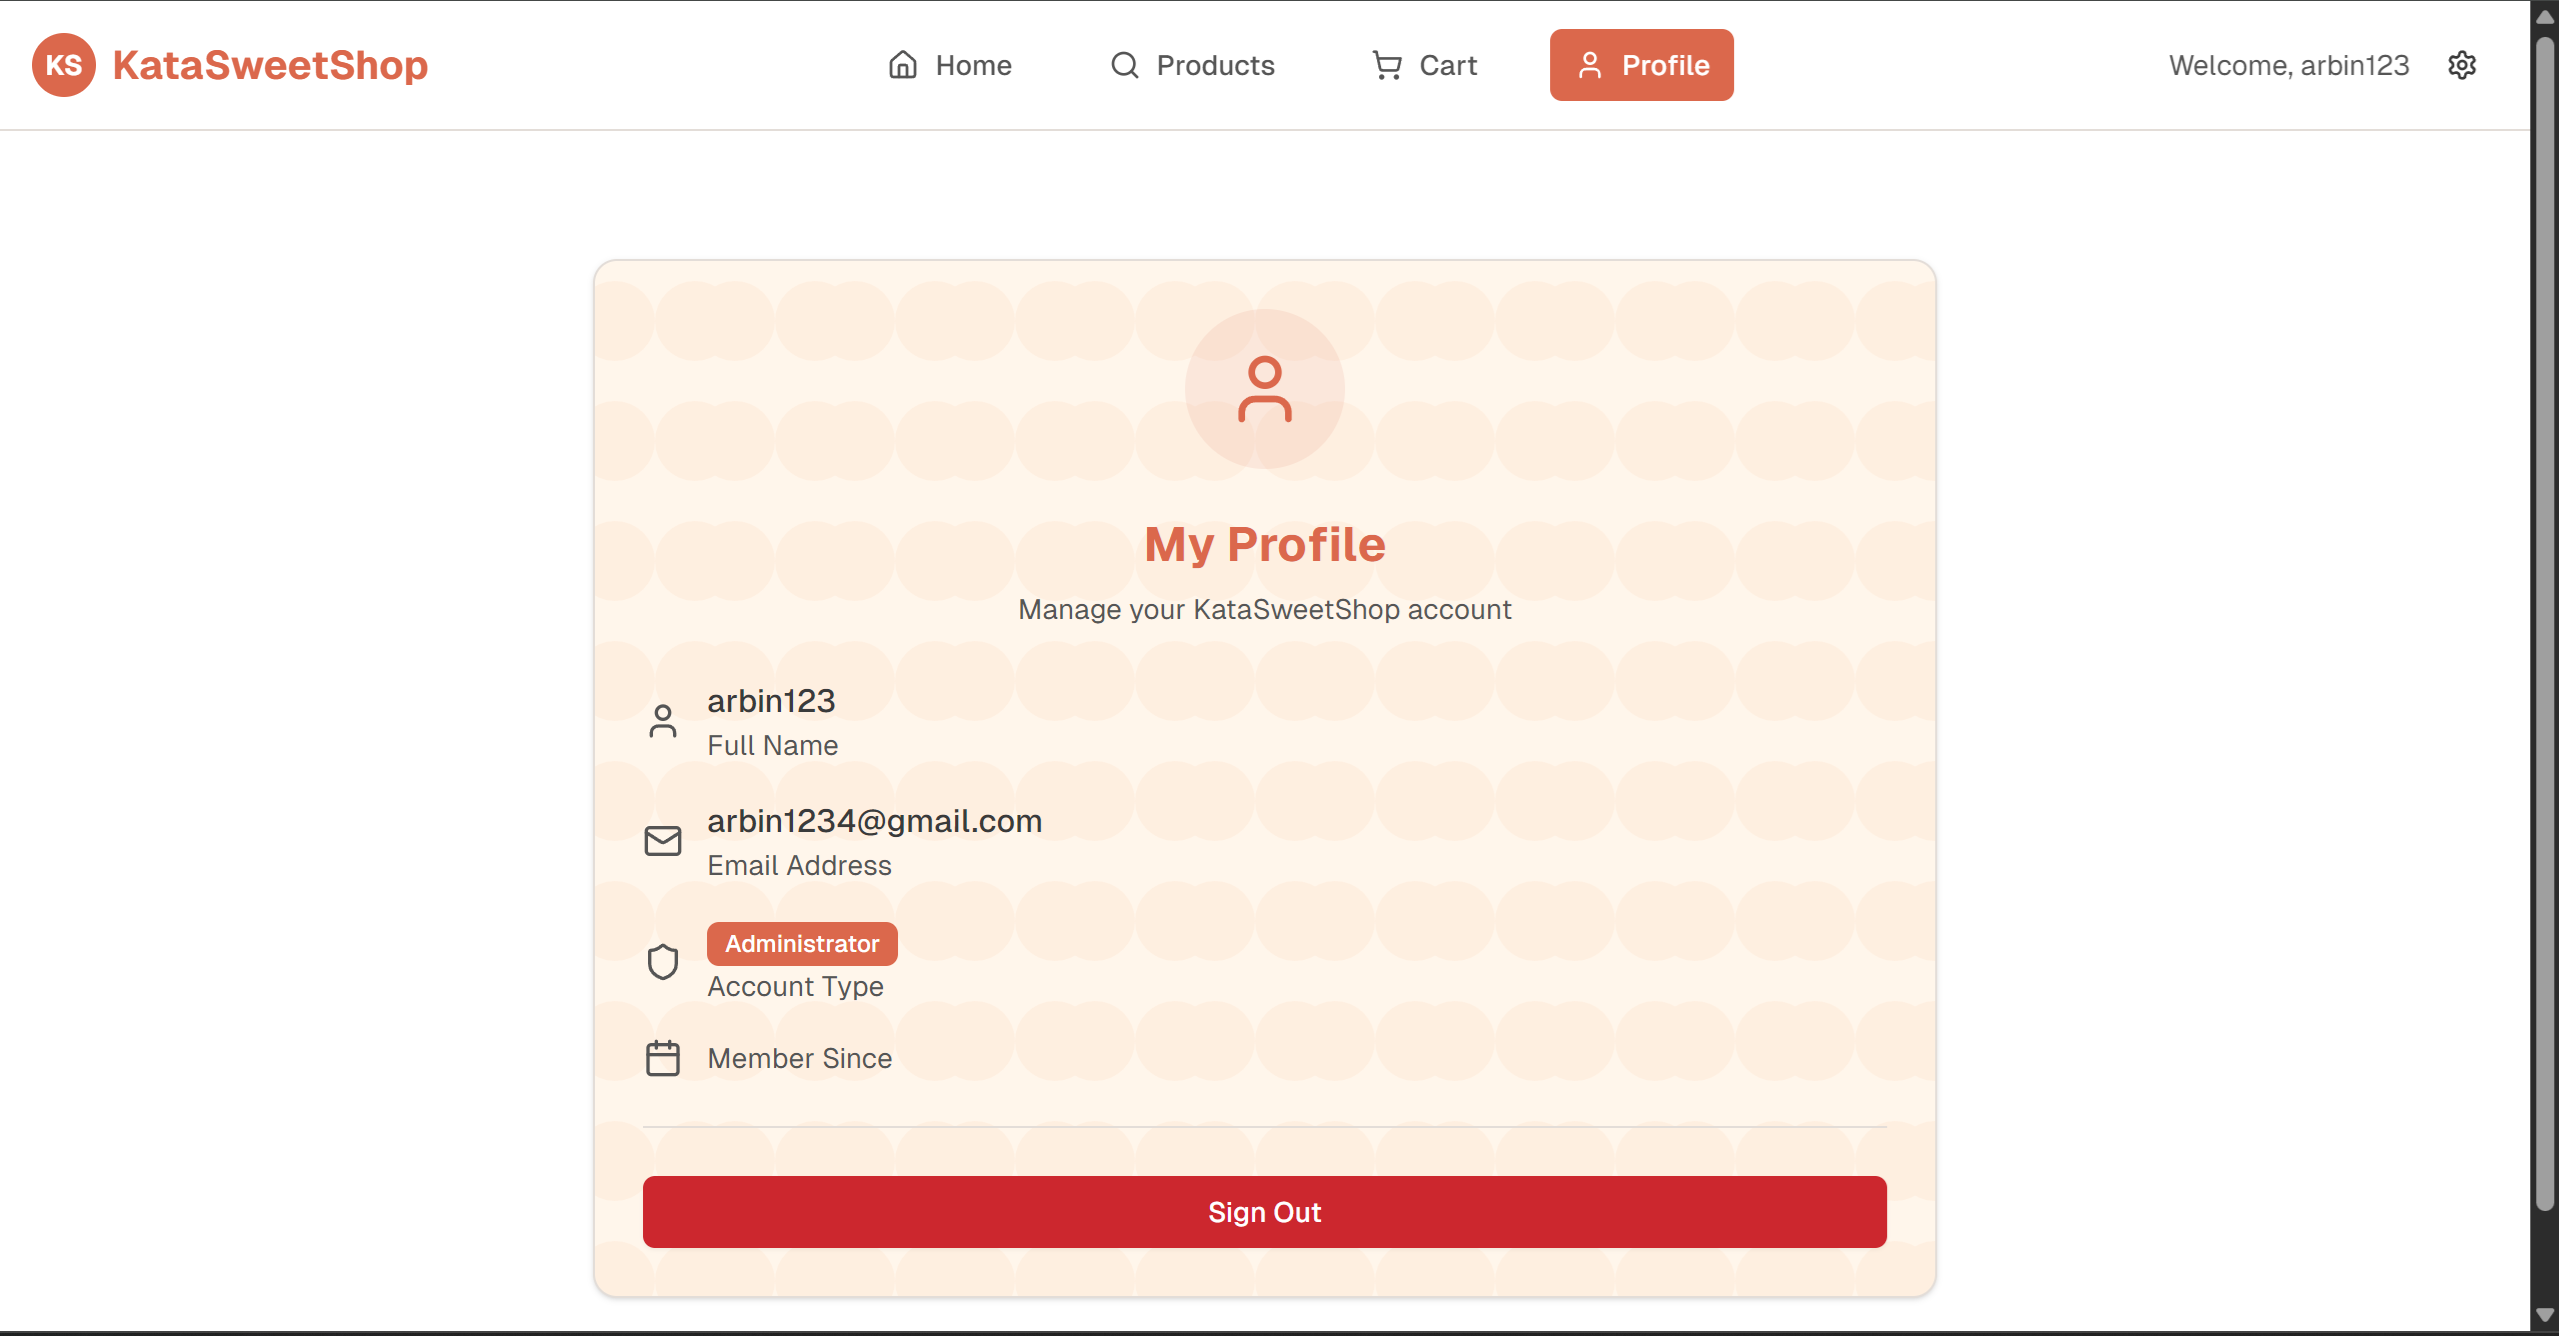 KS KataSweetShop Home Products Cart Profile Welcome, arbin123
My Profile
Manage your KataSweetShop account
arbin123
Full Name
arbin1234@gmail.com
Email Address
Administrator
Account Type
Member Since
Sign Out